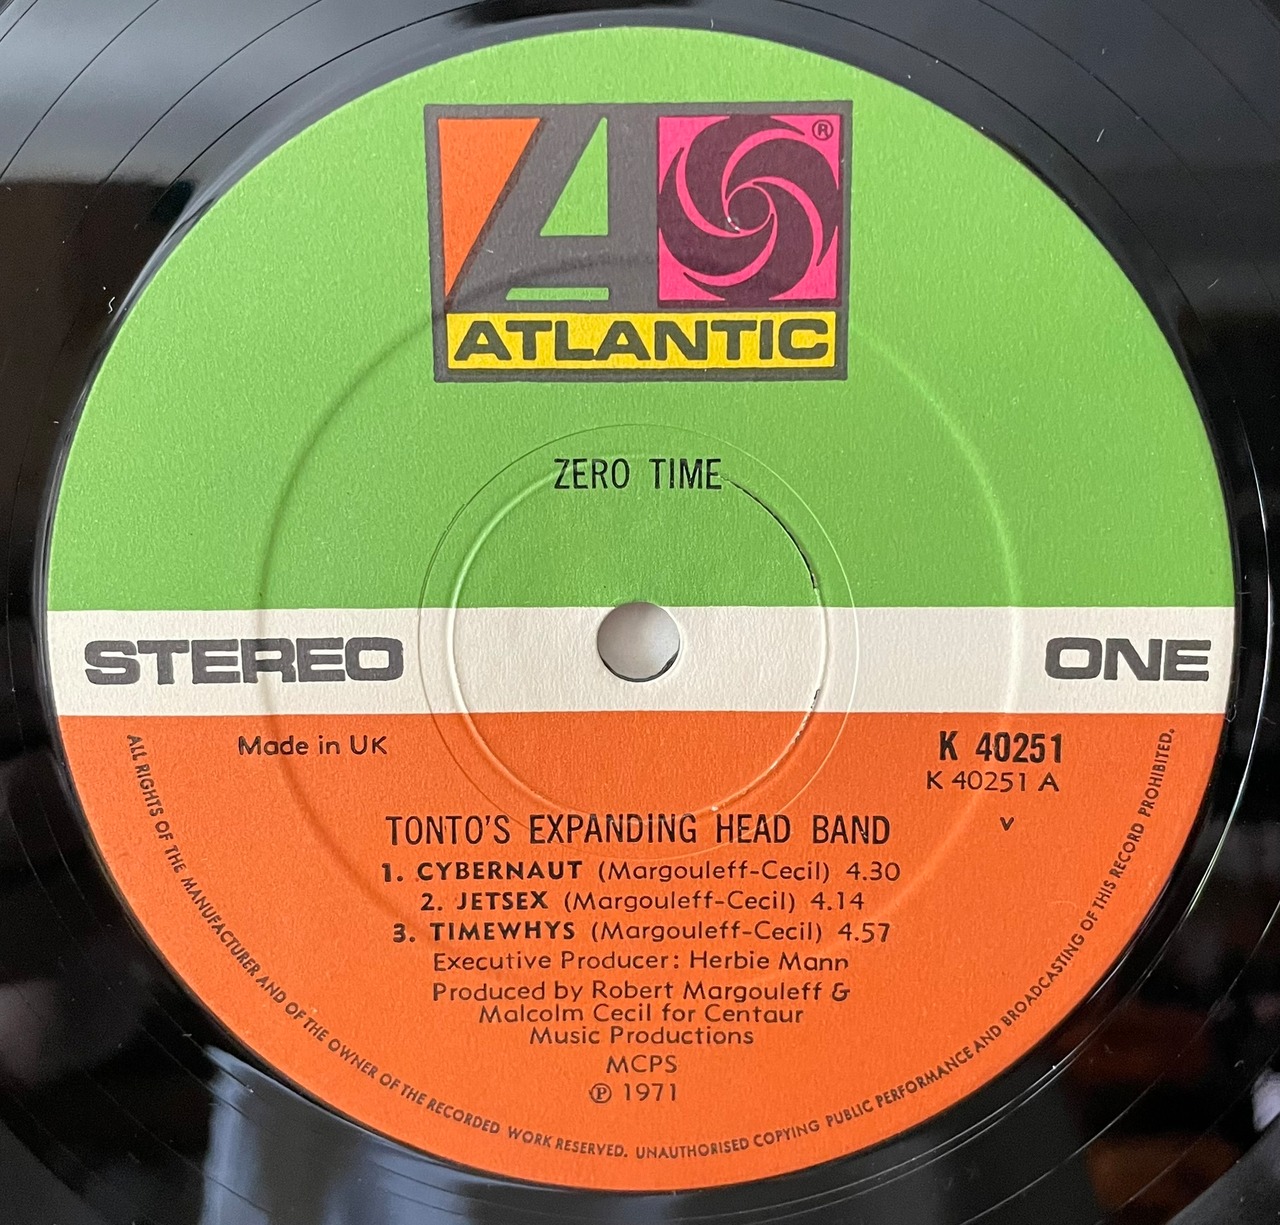 ®
ATLANTIC
ZERO TIME
STEREO
ONE
Made in UK
K 40251
K 40251 A
V
TONTO'S EXPANDING HEAD BAND
1. CYBERNAUT (Margouleff-Cecil) 4.30
2. JETSEX (Margouleff-Cecil) 4.14
3. TIMEWHYS (Margouleff-Cecil) 4.57
Executive Producer: Herbie Mann
Produced by Robert Margouleff &
Malcolm Cecil for Centaur
Music Productions
MCPS
℗ 1971
ALL RIGHTS OF THE MANUFACTURER AND OF THE OWNER OF THE RECORDED WORK RESERVED. UNAUTHORISED COPYING PUBLIC PERFORMANCE AND BROADCASTING OF THIS RECORD PROHIBITED.